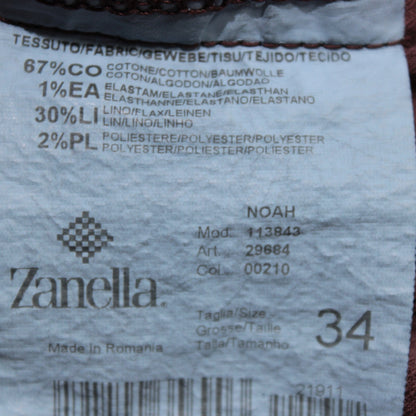 TESSUTO/FABRIC/GEWEBE/TISU/TEJIDO/TECIDO
67%CO COTONE/COTTON/BAUMWOLLE
COTON/ALGODON/ALGODAO
1%EA ELASTAM/ELASTANE/ELASTHAN
ELASTHANNE/ELASTANO/ELASTANO
30%LI LINO/FLAX/LEINEN
LIN/LINO/LINHO
2%PL POLIESTERE/POLYESTER/POLYESTER
POLYESTER/POLIESTER/POLIESTER
NOAH
Mod. 113843
Art. 29684
Col. 00210
Zanella
Taglia/Size
Grosse/Taille
Talla/Tamanho
34
Made in Romania
21911